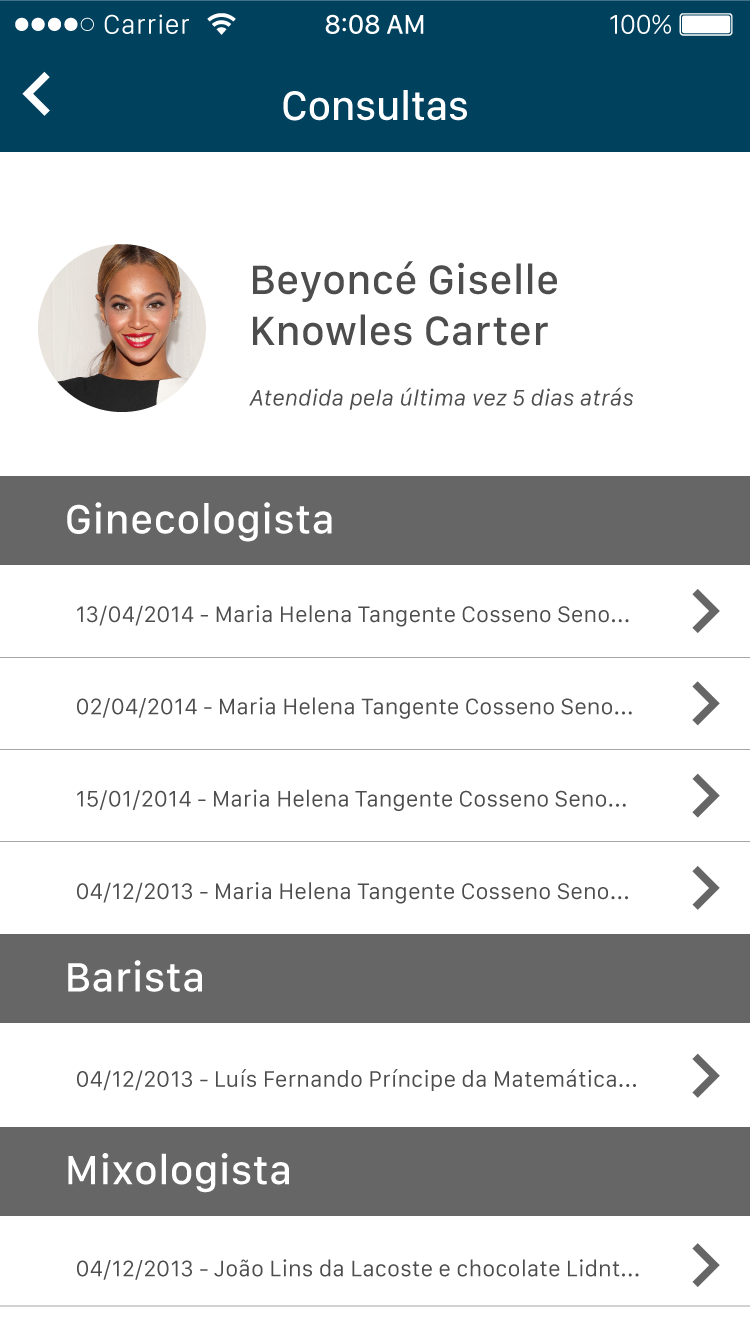 Carrier 8:08 AM 100%
Consultas
Beyoncé Giselle
Knowles Carter
Atendida pela última vez 5 dias atrás
Ginecologista
13/04/2014 - Maria Helena Tangente Cosseno Seno...
02/04/2014 - Maria Helena Tangente Cosseno Seno...
15/01/2014 - Maria Helena Tangente Cosseno Seno...
04/12/2013 - Maria Helena Tangente Cosseno Seno...
Barista
04/12/2013 - Luís Fernando Príncipe da Matemática...
Mixologista
04/12/2013 - João Lins da Lacoste e chocolate Lidnt...